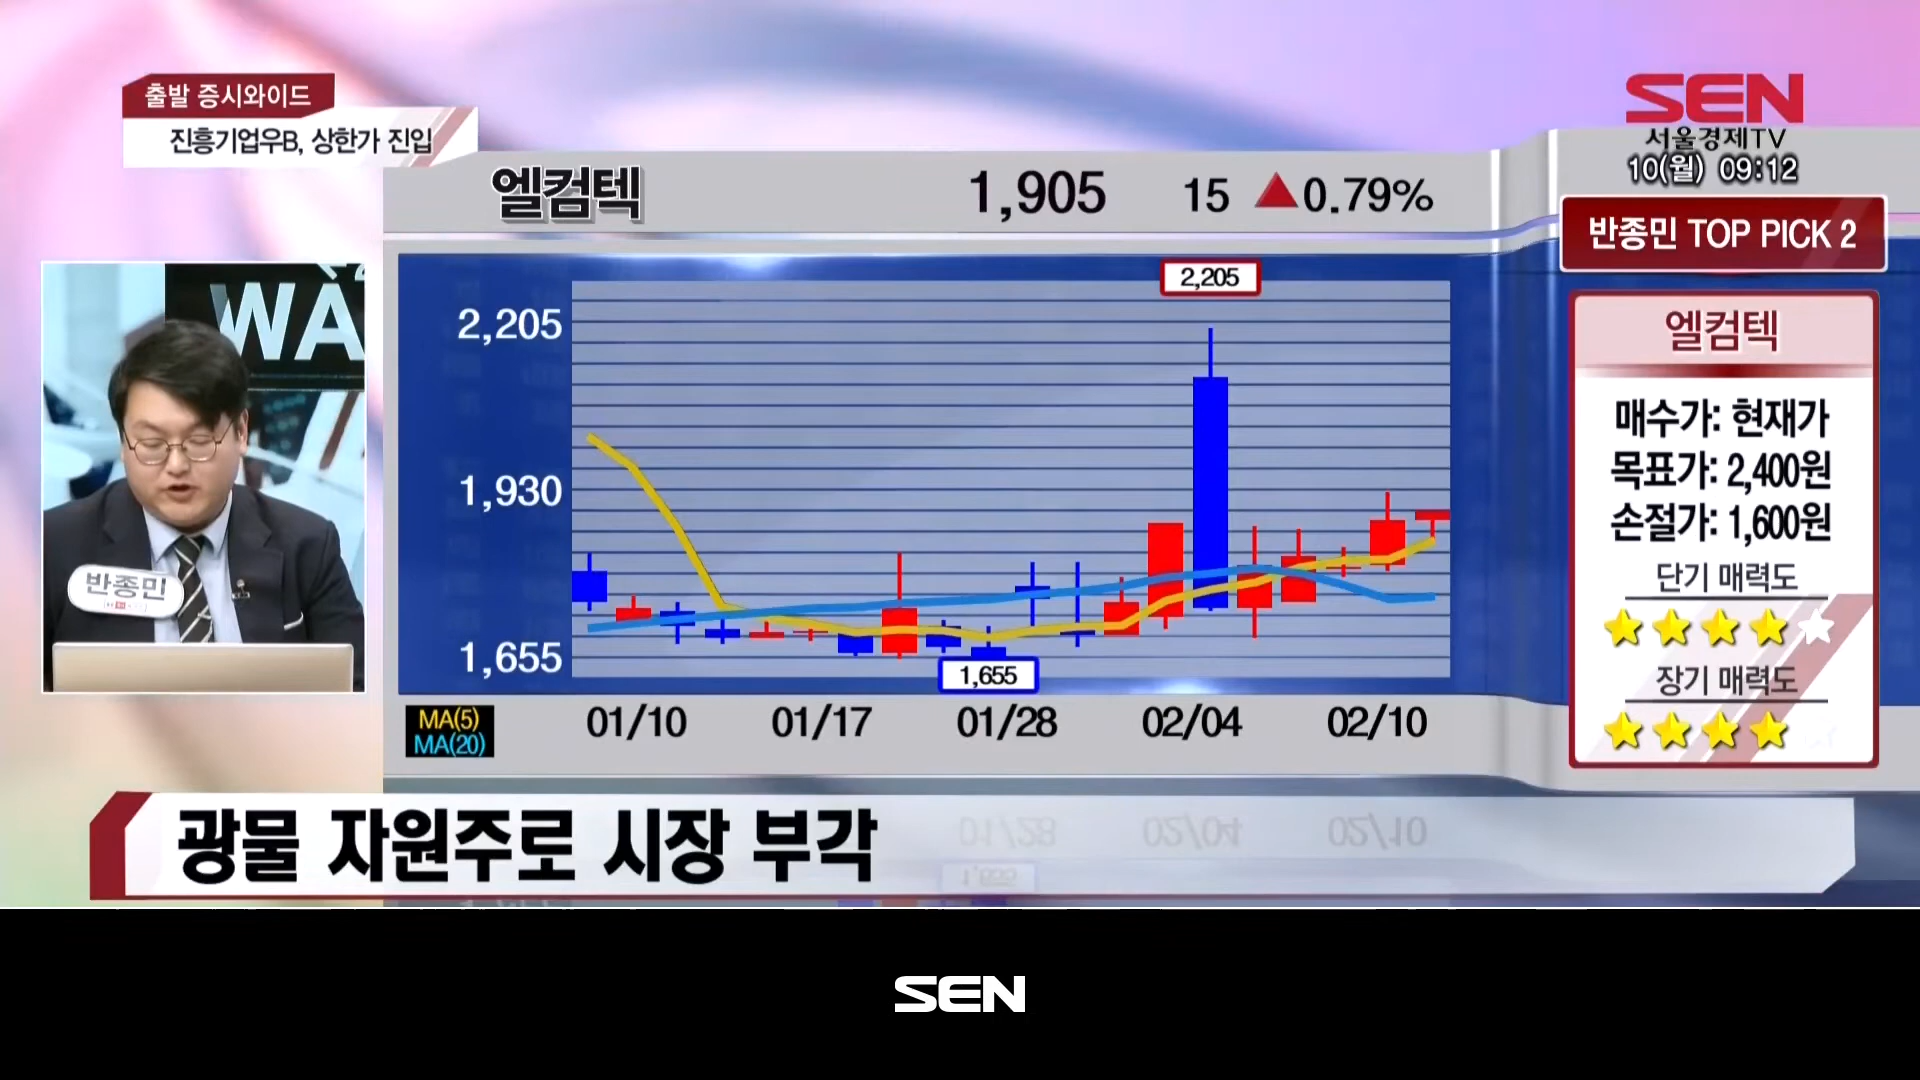 출발 증시와이드
진흥기업우B, 상한가 진입
SEN
서울경제TV
10(월) 09:12
엘컴텍 1,905 15 ▲0.79%
반종민 TOP PICK 2
엘컴텍
매수가: 현재가
목표가: 2,400원
손절가: 1,600원
단기 매력도
장기 매력도
WA
반종민
2,205
2,205
1,930
1,655
1,655
MA(5)
MA(20)
01/10 01/17 01/28 02/04 02/10
광물 자원주로 시장 부각
SEN